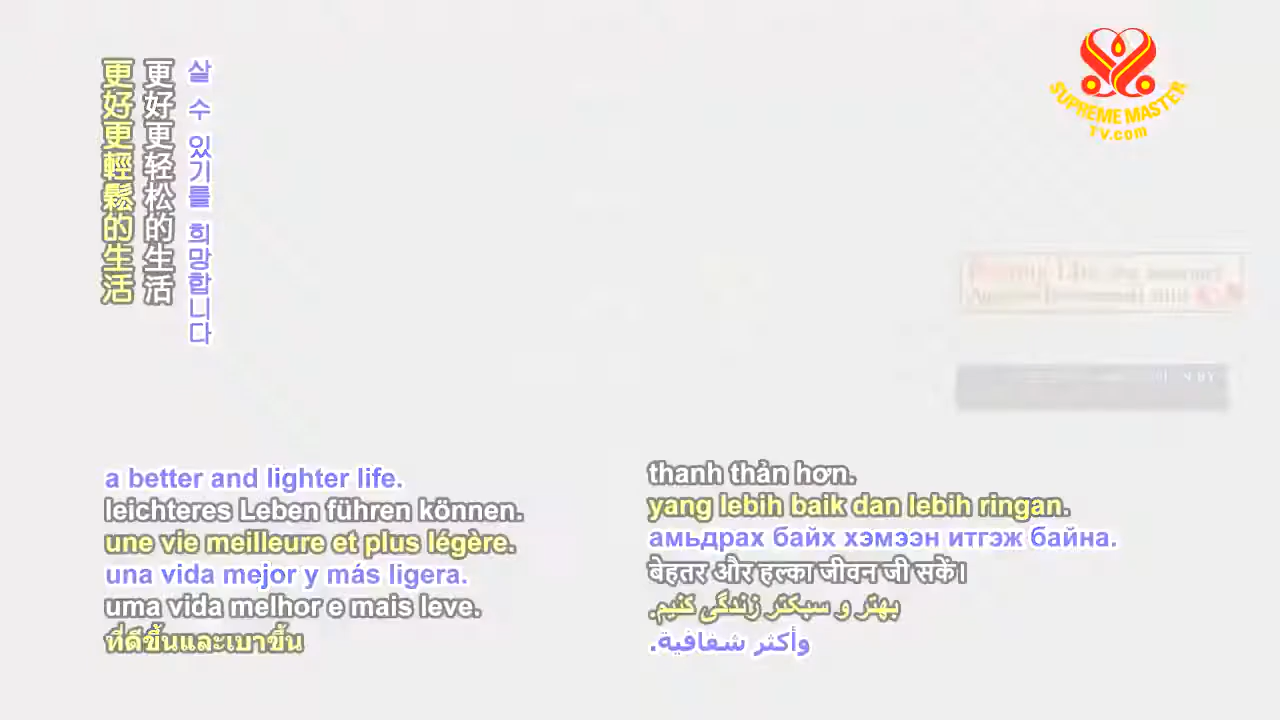 更好更輕鬆的生活
更好更轻松的生活
살 수 있기를 희망합니다
SUPREME MASTER
TV.com
a better and lighter life.
leichteres Leben führen können.
une vie meilleure et plus légère.
una vida mejor y más ligera.
uma vida melhor e mais leve.
ที่ดีขึ้นและเบาขึ้น
thanh thản hơn.
yang lebih baik dan lebih ringan.
амьдрах байх хэмээн итгэж байна.
बेहतर और हल्का जीवन जी सकें।
بهتر و سبکتر زندگی کنیم.
وأكثر شفافية.